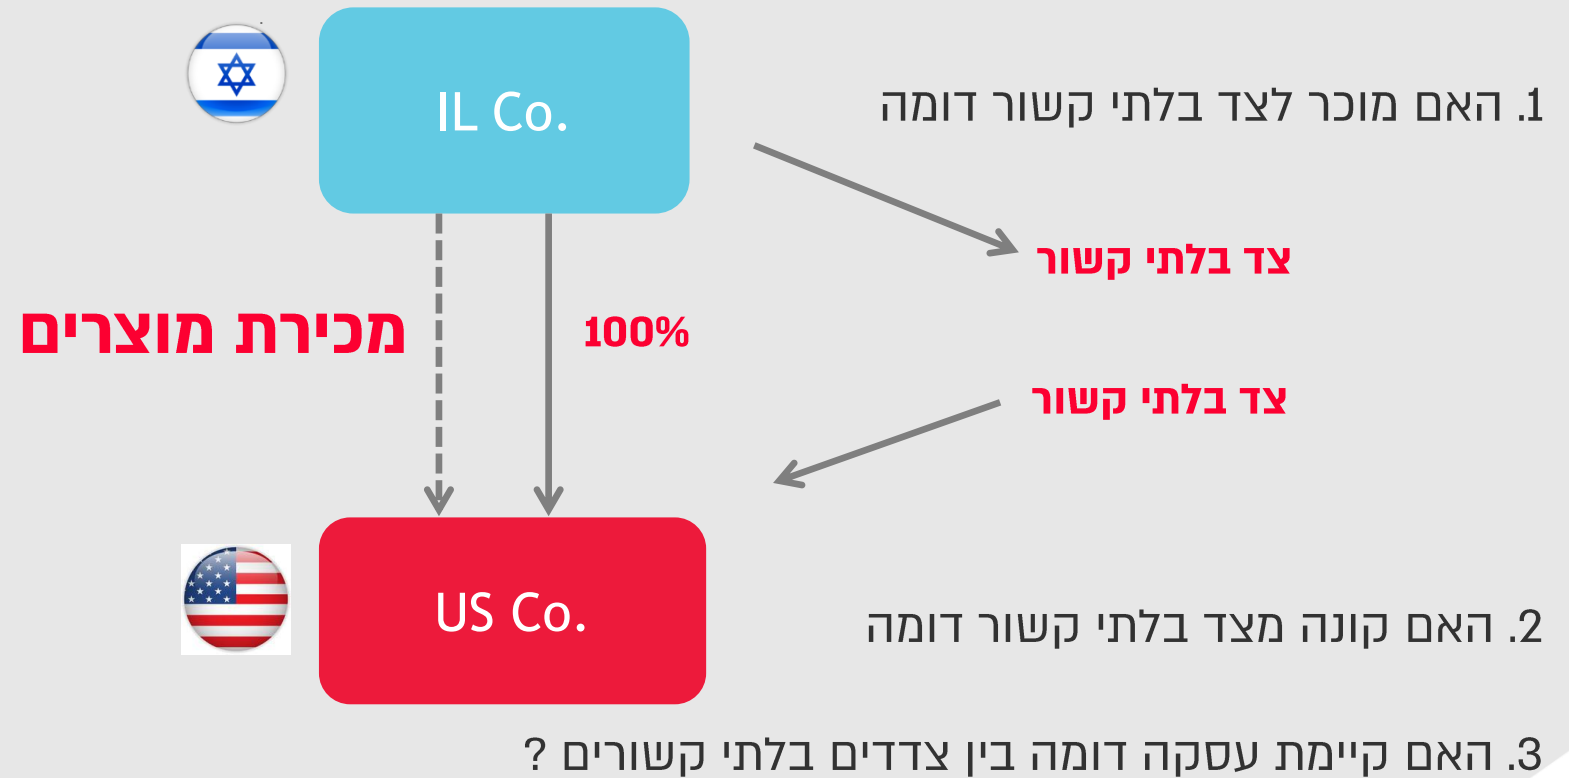 IL Co.
1. האם מוכר לצד בלתי קשור דומה
צד בלתי קשור
מכירת מוצרים
100%
צד בלתי קשור
US Co.
2. האם קונה מצד בלתי קשור דומה
3. האם קיימת עסקה דומה בין צדדים בלתי קשורים ?